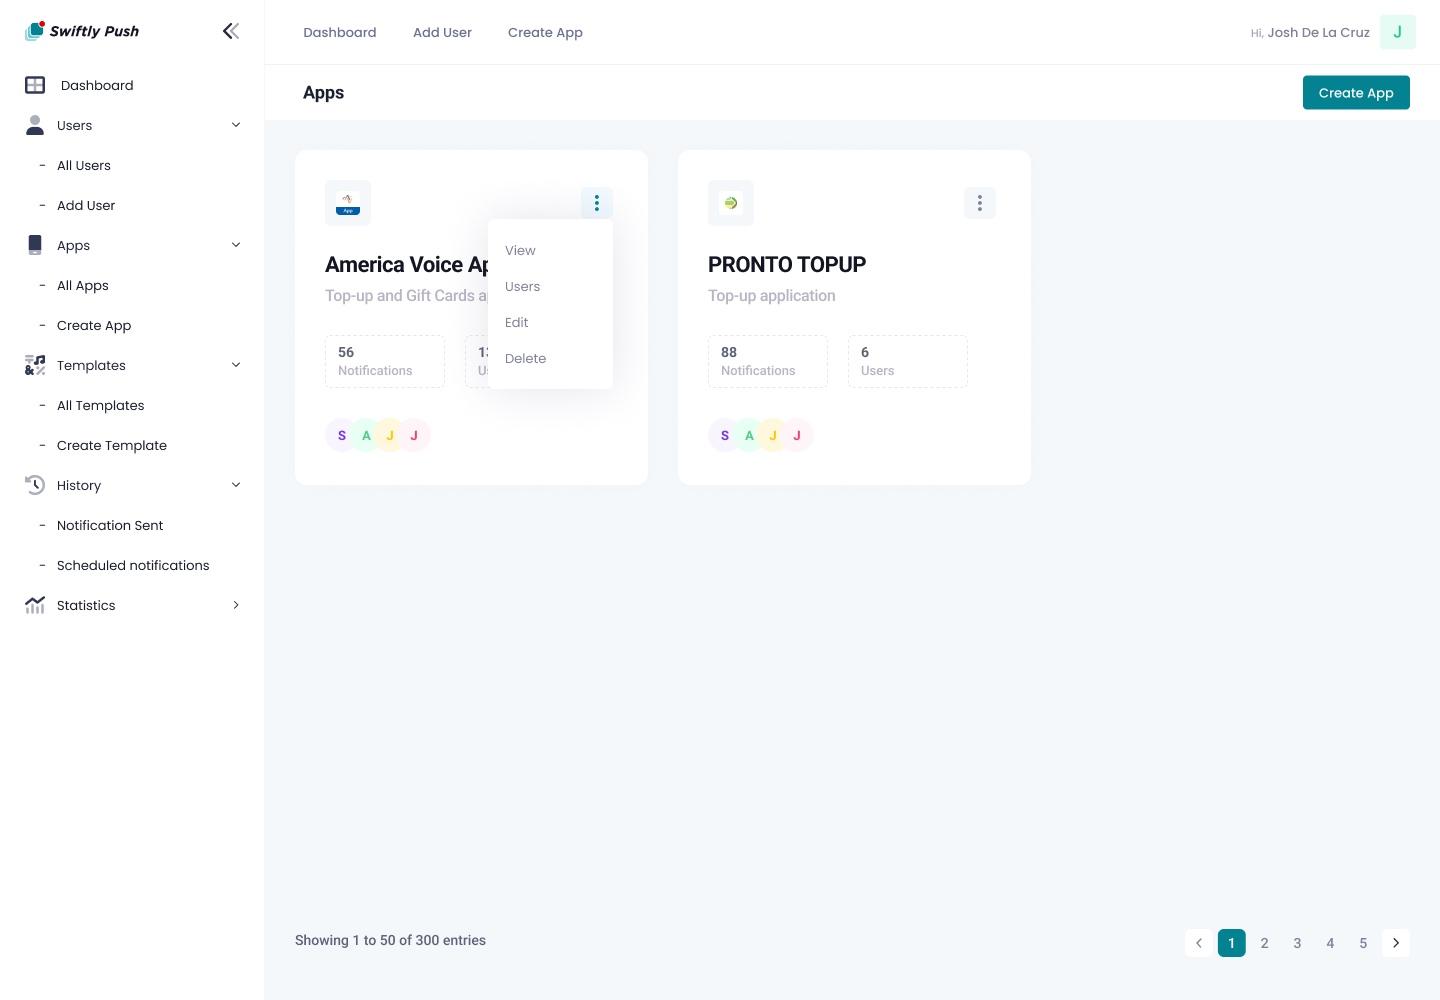 Swiftly Push
Dashboard
Users
- All Users
- Add User
Apps
- All Apps
- Create App
Templates
- All Templates
- Create Template
History
- Notification Sent
- Scheduled notifications
Statistics
Dashboard Add User Create App
Hi, Josh De La Cruz J
Apps
Create App
App
America Voice Ap
Top-up and Gift Cards a
56
Notifications
S A J J
View
Users
Edit
Delete
PRONTO TOPUP
Top-up application
88
Notifications
6
Users
S A J J
Showing 1 to 50 of 300 entries
1 2 3 4 5